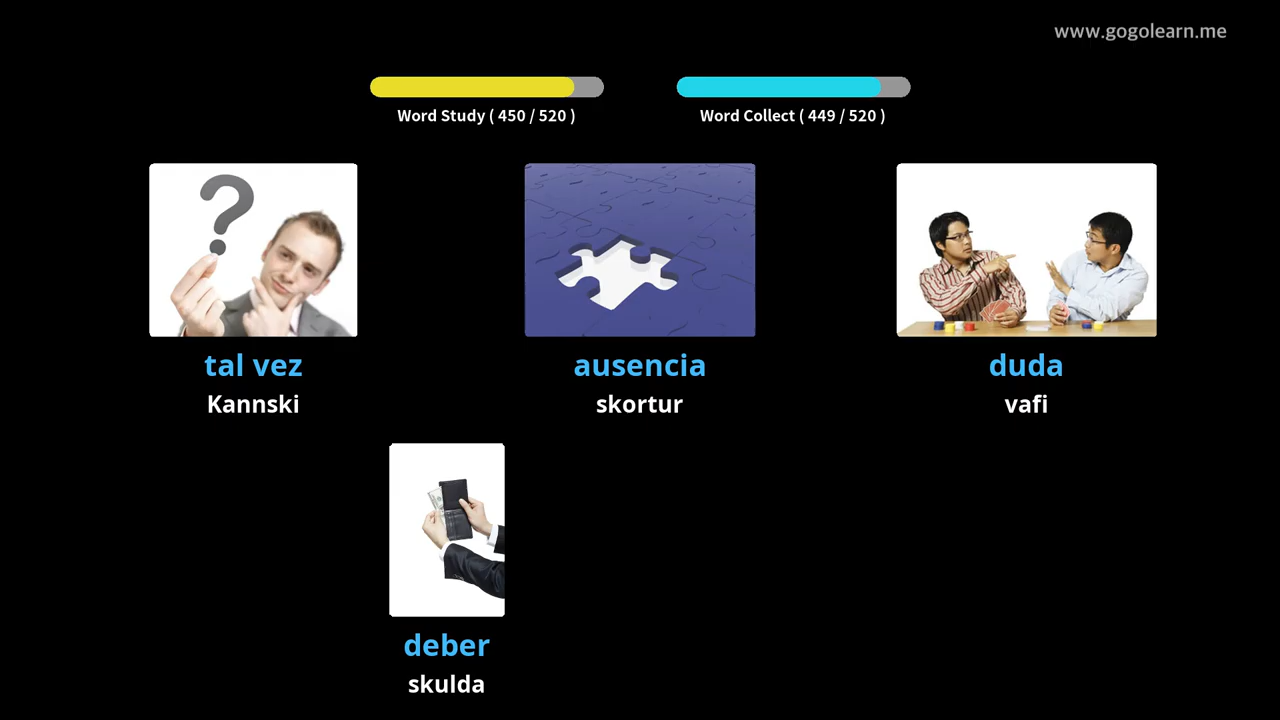 www.gogolearn.me
Word Study ( 450 / 520 )
Word Collect ( 449 / 520 )
?
tal vez
Kannski
ausencia
skortur
duda
vafi
deber
skulda